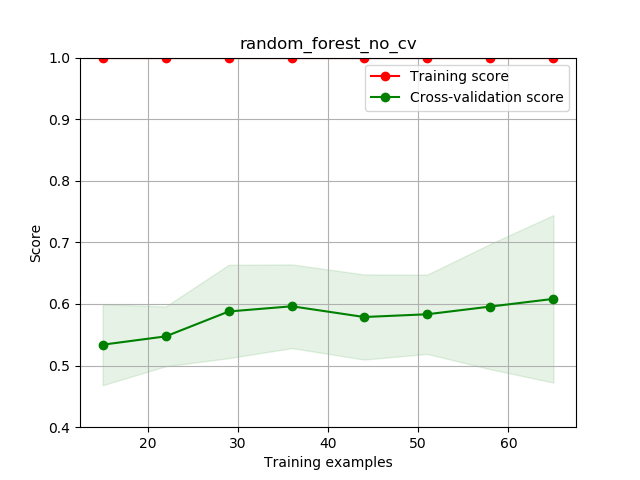 random_forest_no_cv
1.0
0.9
0.8
0.7
0.6
0.5
0.4
Score
Training score
Cross-validation score
20 30 40 50 60
Training examples